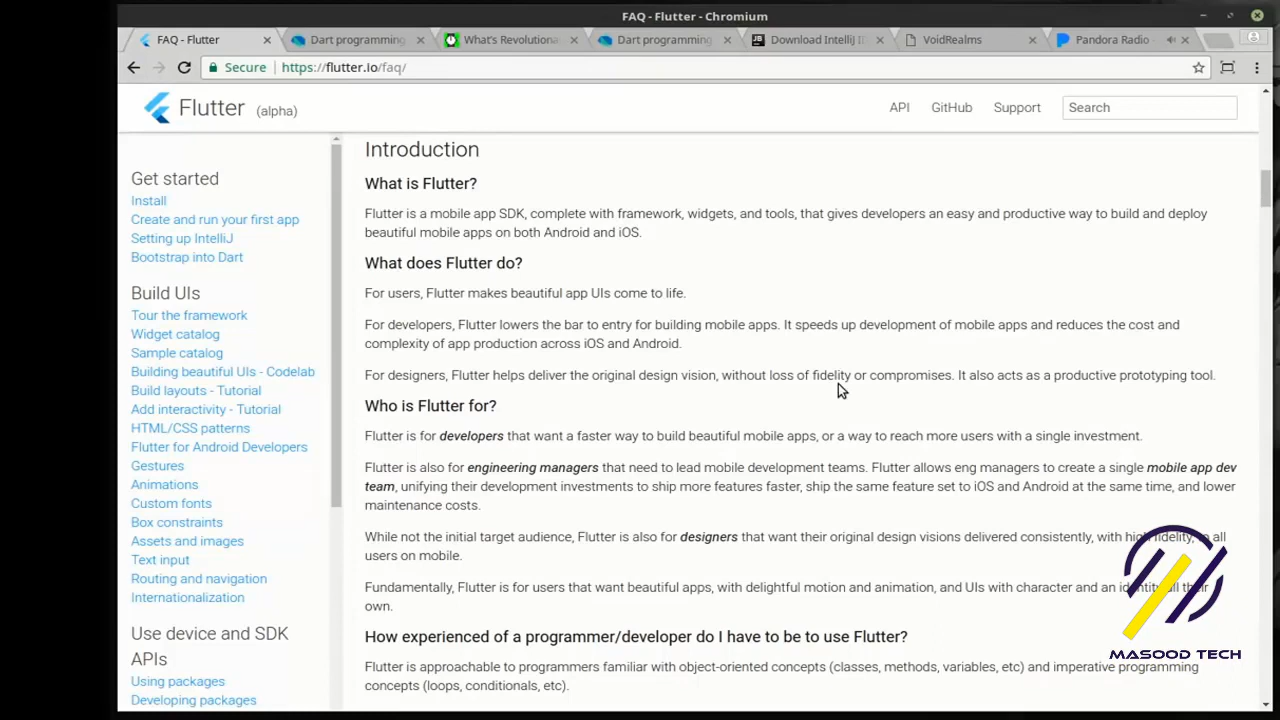 FAQ - Flutter - Chromium
FAQ - Flutter
Dart programming
What's Revolutiona
Dart programming
Download IntelliJ I
VoidRealms
Pandora Radio
Secure https://flutter.io/faq/
Flutter (alpha)
API GitHub Support Search
Get started
Install
Create and run your first app
Setting up IntelliJ
Bootstrap into Dart
Build UIs
Tour the framework
Widget catalog
Sample catalog
Building beautiful UIs - Codelab
Build layouts - Tutorial
Add interactivity - Tutorial
HTML/CSS patterns
Flutter for Android Developers
Gestures
Animations
Custom fonts
Box constraints
Assets and images
Text input
Routing and navigation
Internationalization
Use device and SDK
APIs
Using packages
Developing packages
Introduction
What is Flutter?
Flutter is a mobile app SDK, complete with framework, widgets, and tools, that gives developers an easy and productive way to build and deploy
beautiful mobile apps on both Android and iOS.
What does Flutter do?
For users, Flutter makes beautiful app UIs come to life.
For developers, Flutter lowers the bar to entry for building mobile apps. It speeds up development of mobile apps and reduces the cost and
complexity of app production across iOS and Android.
For designers, Flutter helps deliver the original design vision, without loss of fidelity or compromises. It also acts as a productive prototyping tool.
Who is Flutter for?
Flutter is for developers that want a faster way to build beautiful mobile apps, or a way to reach more users with a single investment.
Flutter is also for engineering managers that need to lead mobile development teams. Flutter allows eng managers to create a single mobile app dev
team, unifying their development investments to ship more features faster, ship the same feature set to iOS and Android at the same time, and lower
maintenance costs.
While not the initial target audience, Flutter is also for designers that want their original design visions delivered consistently, with high fidelity, to all
users on mobile.
Fundamentally, Flutter is for users that want beautiful apps, with delightful motion and animation, and UIs with character and an identity all their
own.
How experienced of a programmer/developer do I have to be to use Flutter?
Flutter is approachable to programmers familiar with object-oriented concepts (classes, methods, variables, etc) and imperative programming
concepts (loops, conditionals, etc).
MASOOD TECH